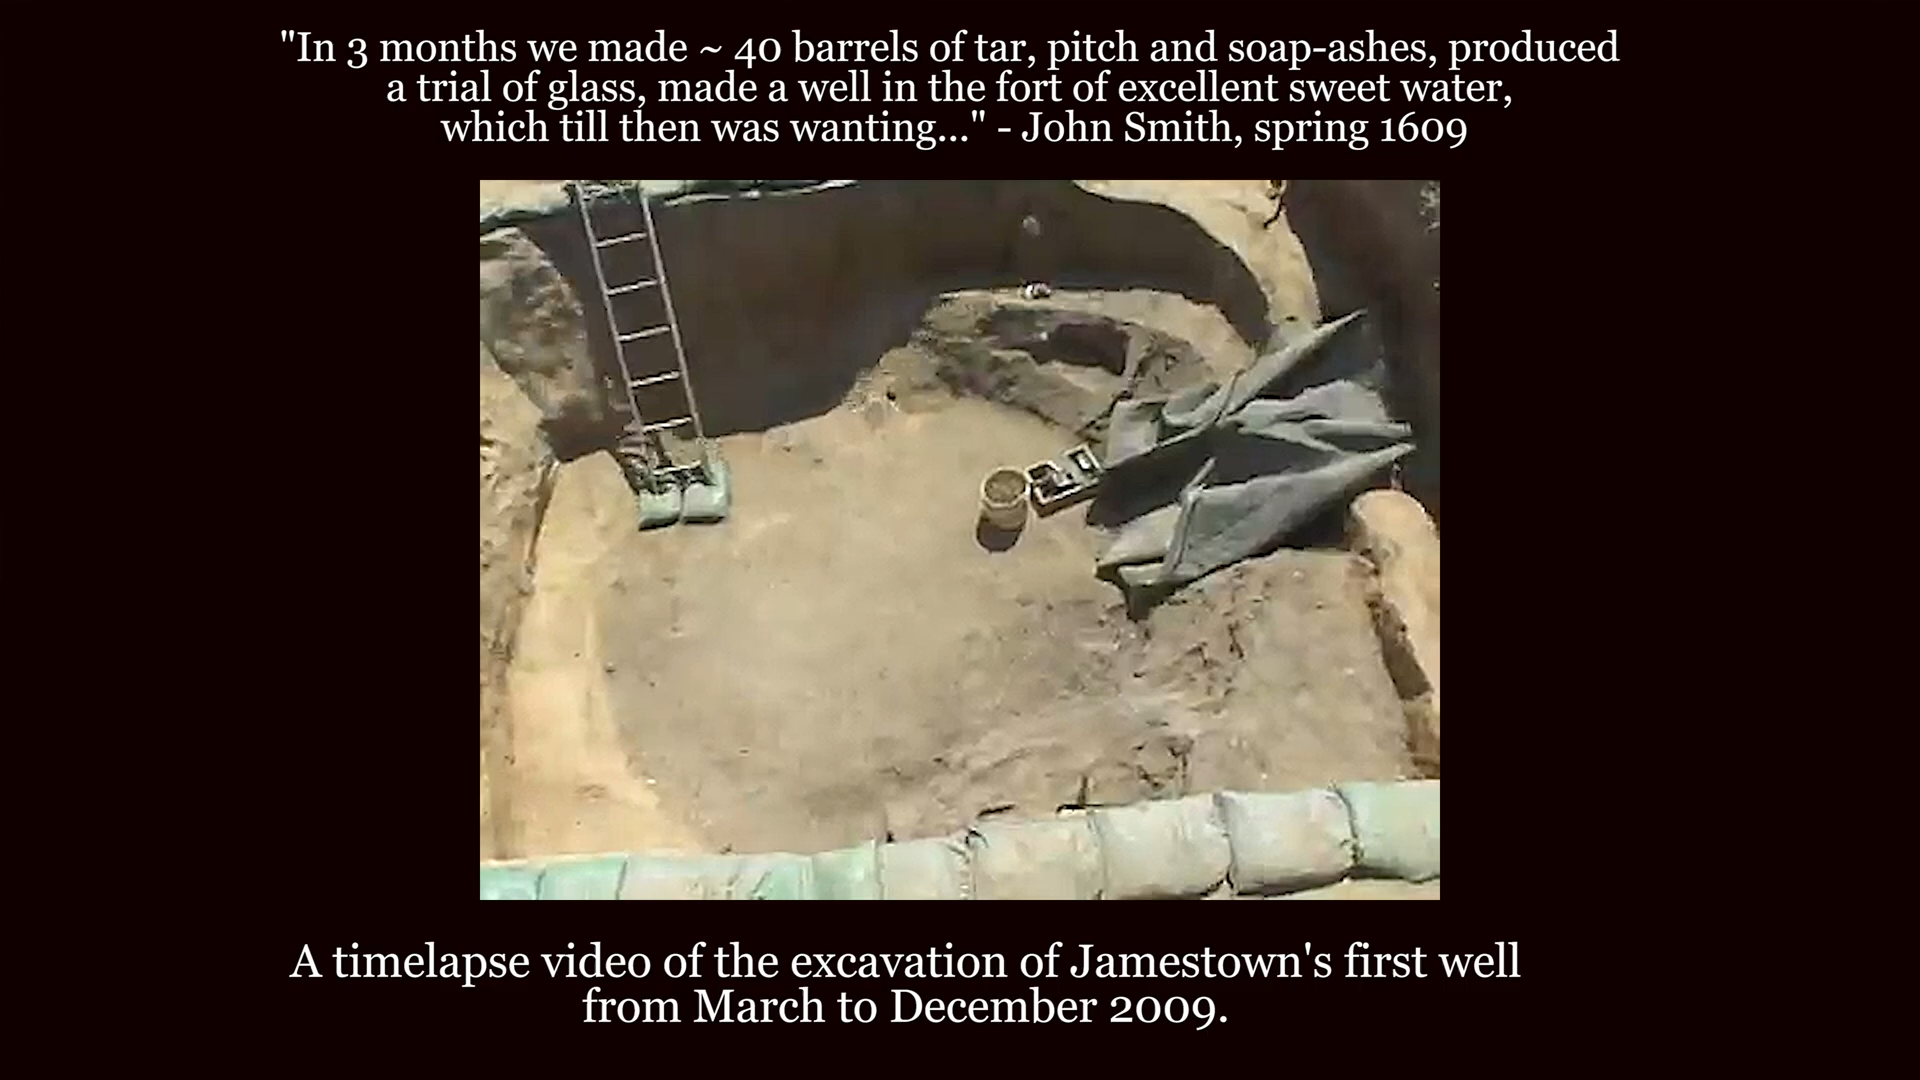 "In 3 months we made ~ 40 barrels of tar, pitch and soap-ashes, produced
a trial of glass, made a well in the fort of excellent sweet water,
which till then was wanting..." - John Smith, spring 1609
A timelapse video of the excavation of Jamestown's first well
from March to December 2009.